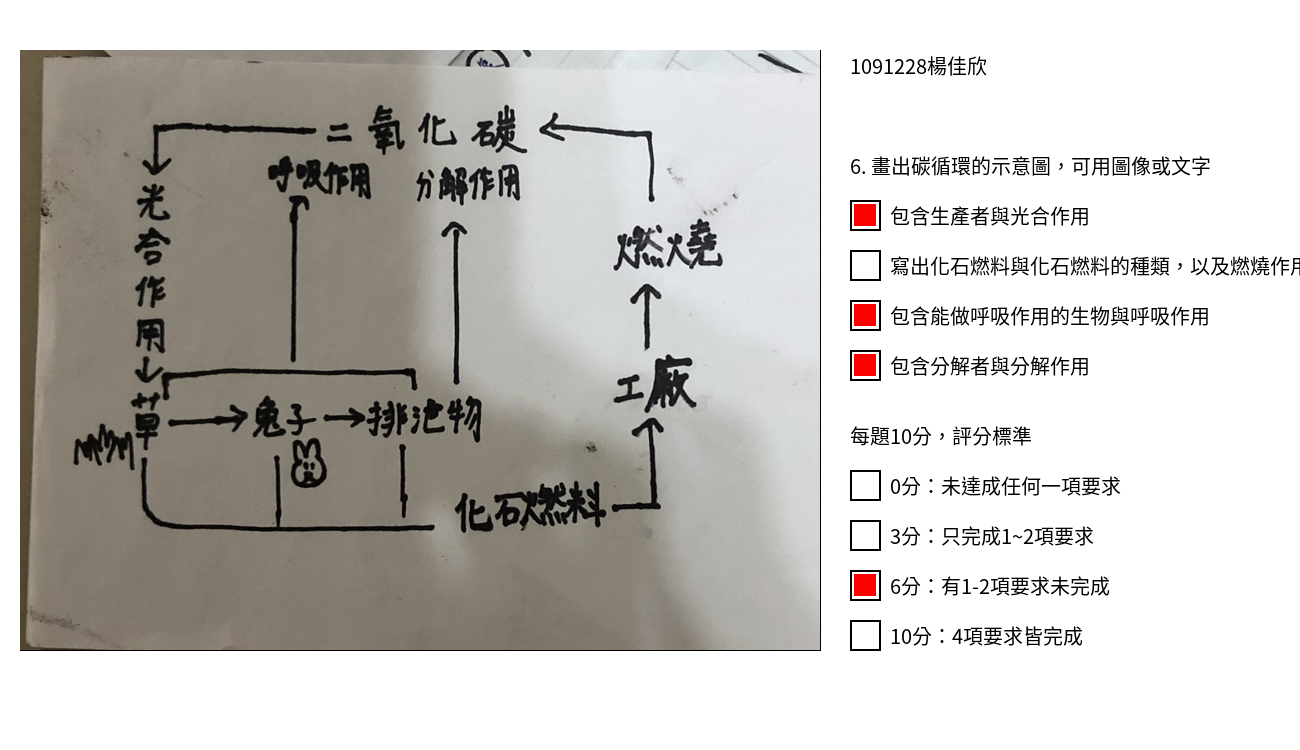 二氧化碳
呼吸作用
分解作用
光合作用
燃燒
工廠
草
兔子
排泄物
化石燃料
1091228楊佳欣
6. 畫出碳循環的示意圖，可用圖像或文字
包含生產者與光合作用
寫出化石燃料與化石燃料的種類，以及燃燒作用
包含能做呼吸作用的生物與呼吸作用
包含分解者與分解作用
每題10分，評分標準
0分：未達成任何一項要求
3分：只完成1~2項要求
6分：有1-2項要求未完成
10分：4項要求皆完成